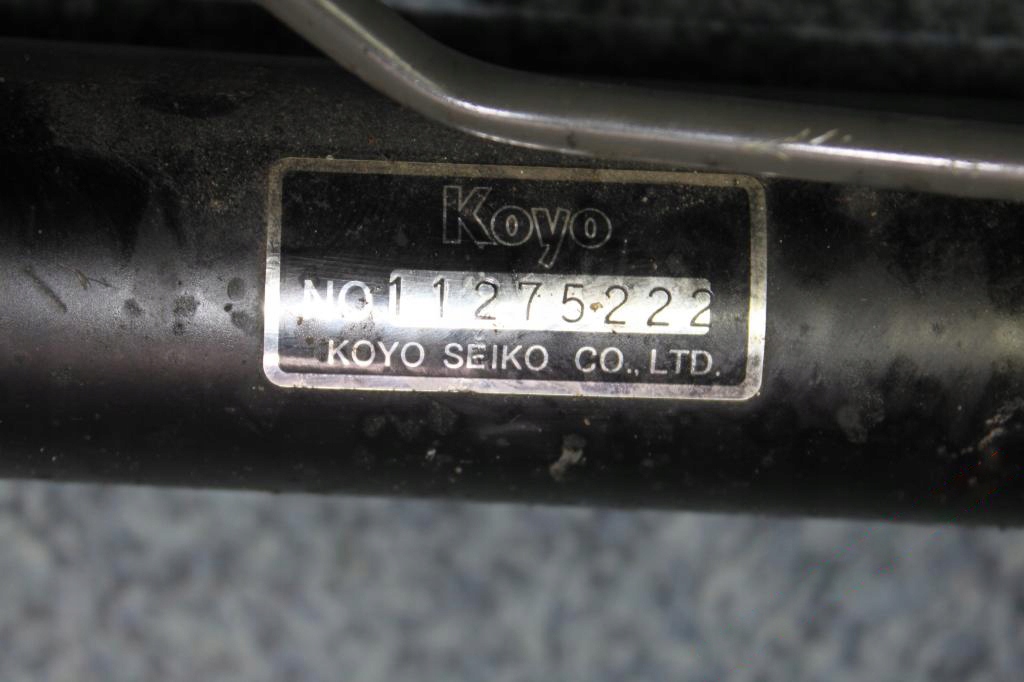 Koyo
NO.11275222
KOYO SEIKO CO., LTD.